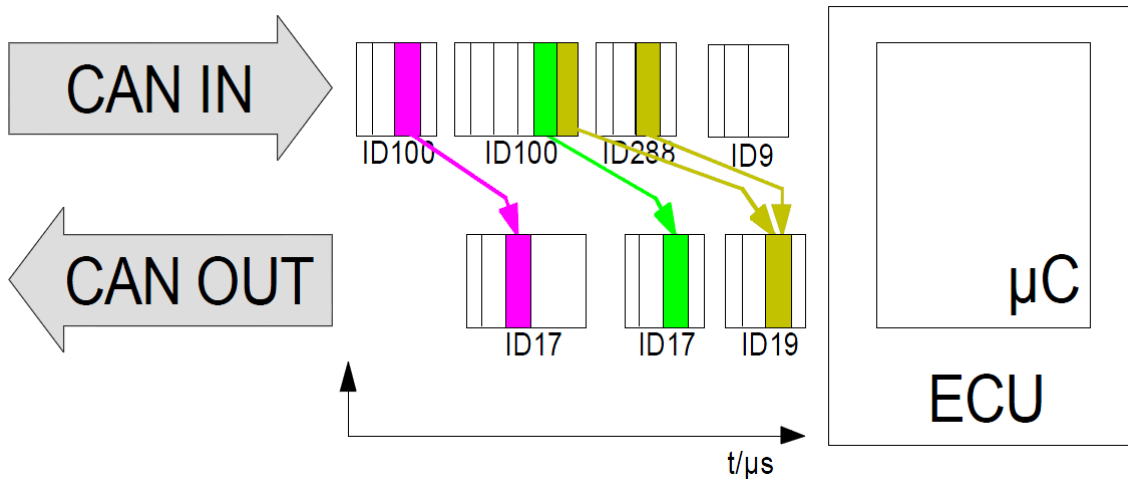 CAN IN
ID100 ID100 ID288 ID9
CAN OUT
ID17 ID17 ID19
µC
ECU
t/µs